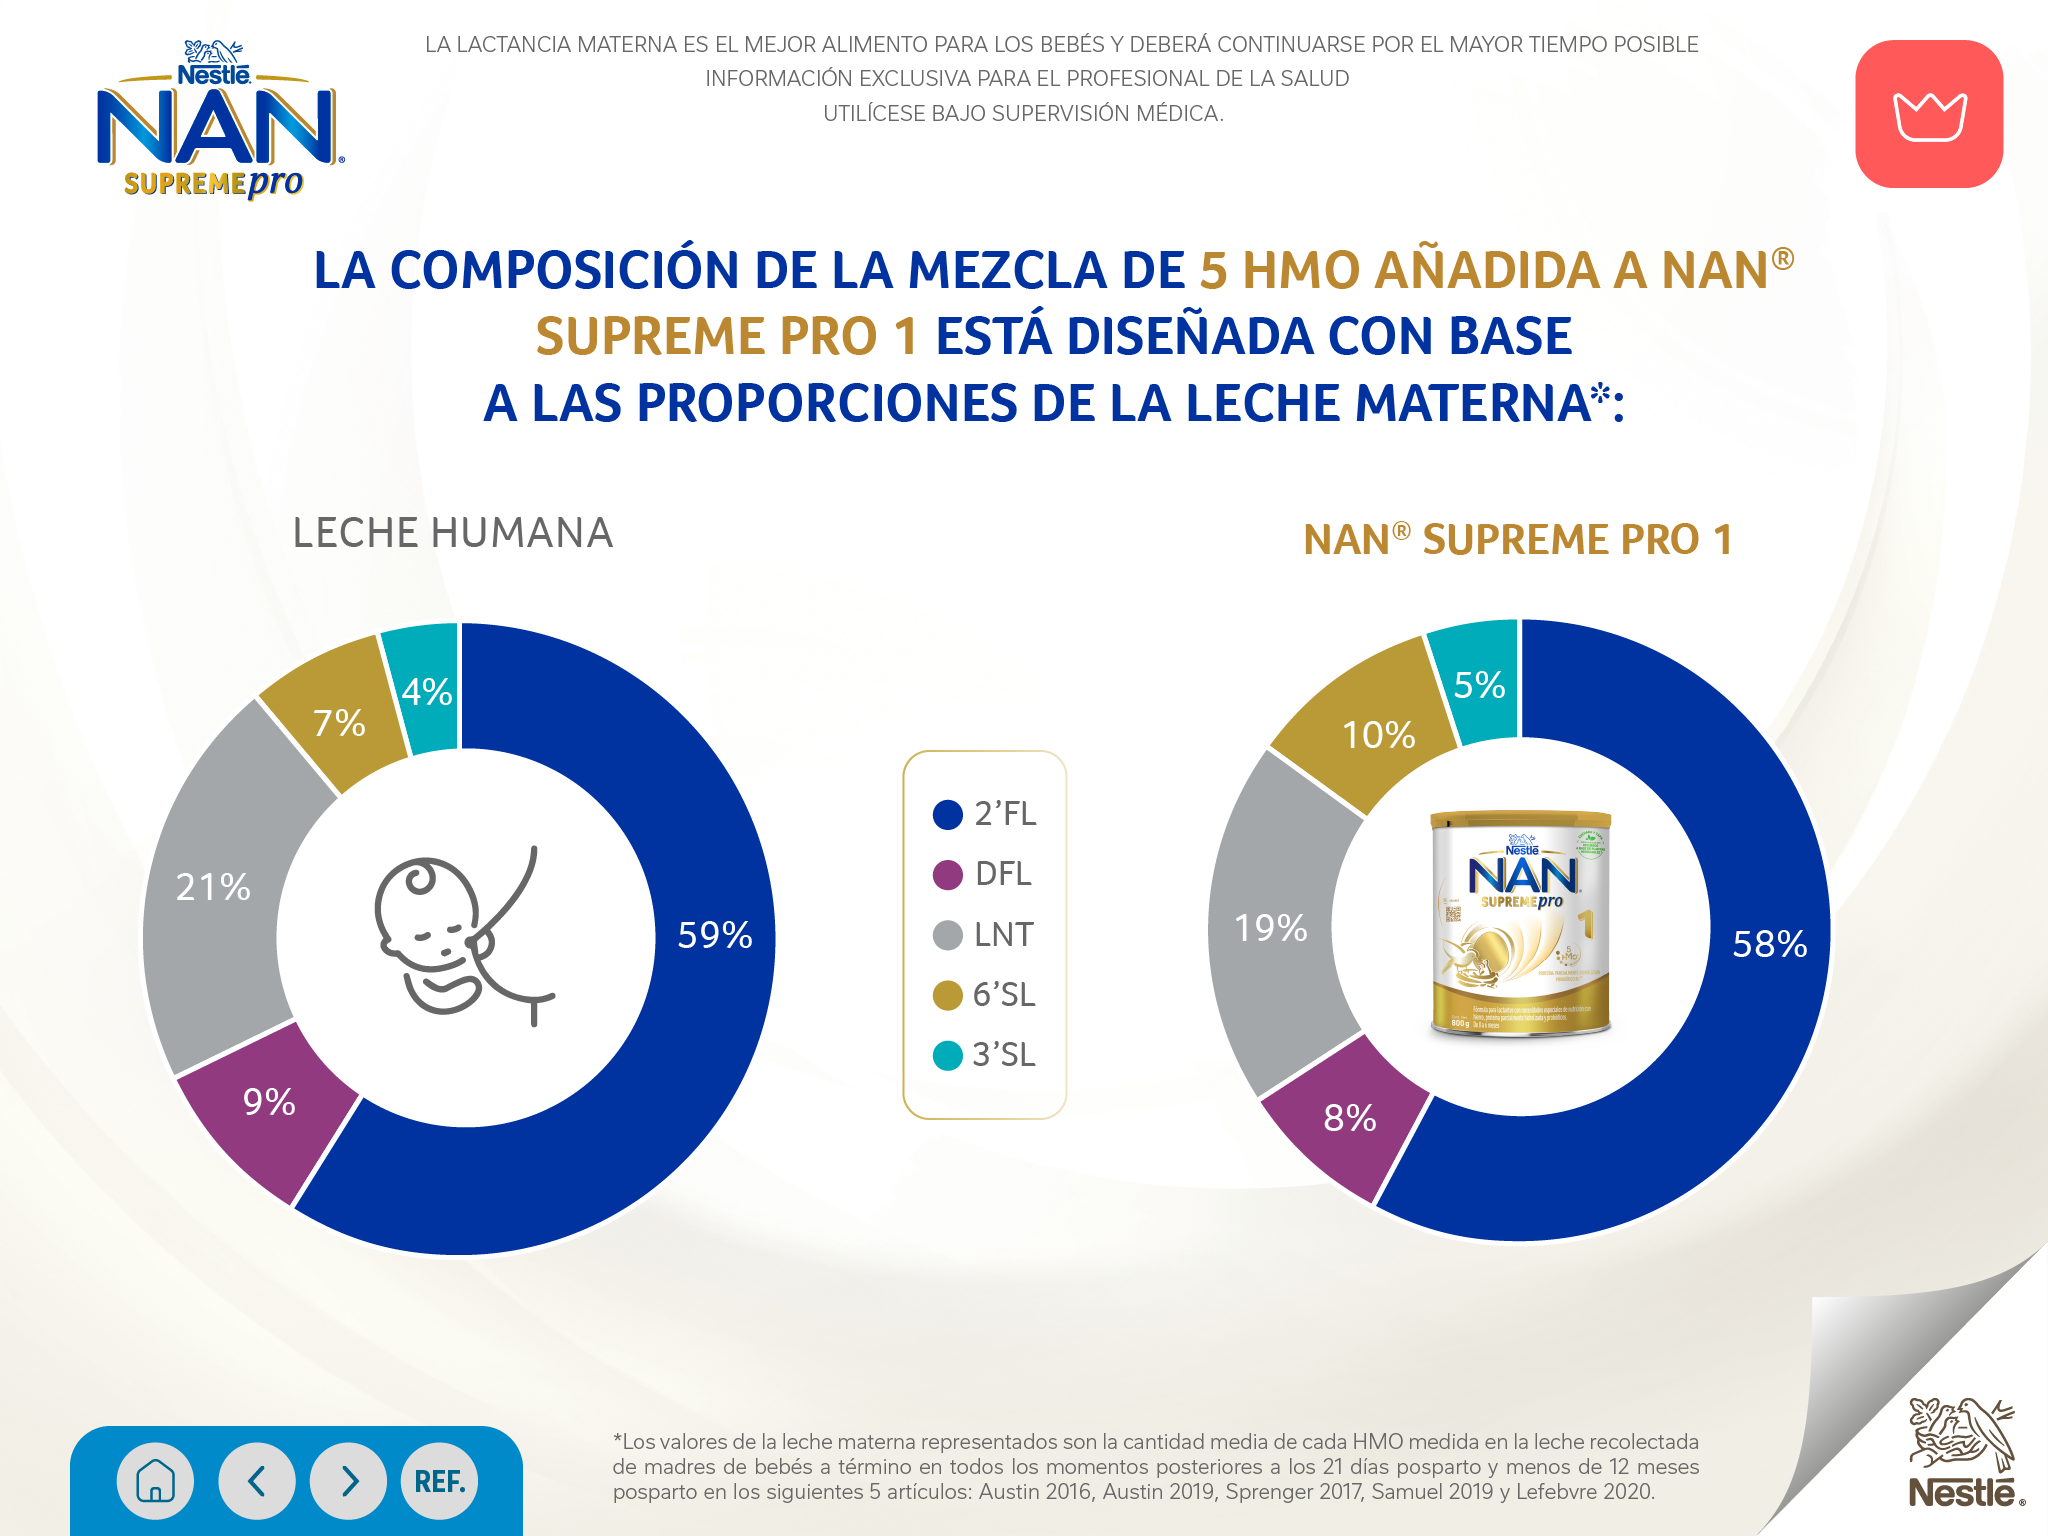 LA LACTANCIA MATERNA ES EL MEJOR ALIMENTO PARA LOS BEBÉS Y DEBERÁ CONTINUARSE POR EL MAYOR TIEMPO POSIBLE
INFORMACIÓN EXCLUSIVA PARA EL PROFESIONAL DE LA SALUD
UTILÍCESE BAJO SUPERVISIÓN MÉDICA.
Nestlé
NAN®
SUPREMEpro
LA COMPOSICIÓN DE LA MEZCLA DE 5 HMO AÑADIDA A NAN®
SUPREME PRO 1 ESTÁ DISEÑADA CON BASE
A LAS PROPORCIONES DE LA LECHE MATERNA*:
LECHE HUMANA
4%
7%
21%
59%
9%
2’FL
DFL
LNT
6’SL
3’SL
NAN® SUPREME PRO 1
5%
10%
19%
58%
8%
Nestlé
NAN
SUPREMEpro
1
5
HMO
800 g
*Los valores de la leche materna representados son la cantidad media de cada HMO medida en la leche recolectada
de madres de bebés a término en todos los momentos posteriores a los 21 días posparto y menos de 12 meses
posparto en los siguientes 5 artículos: Austin 2016, Austin 2019, Sprenger 2017, Samuel 2019 y Lefebvre 2020.
REF.
Nestlé®